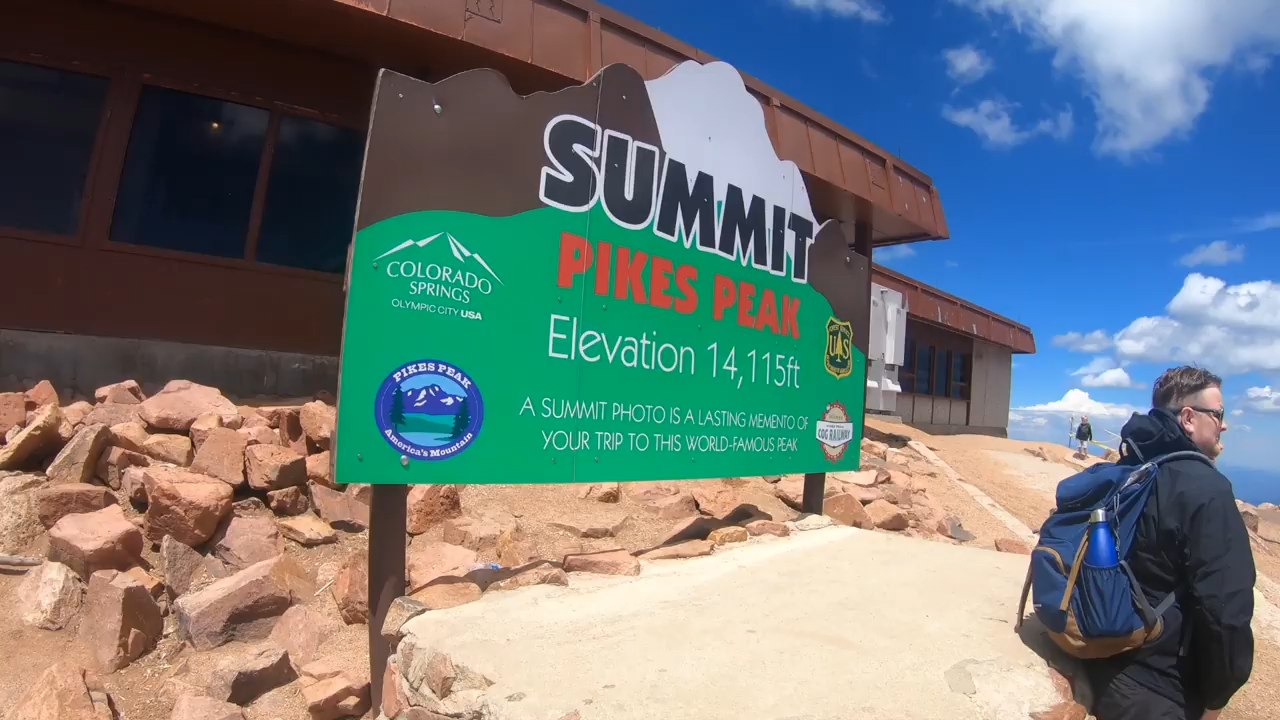 SUMMIT
PIKES PEAK
Elevation 14,115ft
A SUMMIT PHOTO IS A LASTING MEMENTO OF
YOUR TRIP TO THIS WORLD-FAMOUS PEAK
COLORADO
SPRINGS
OLYMPIC CITY USA
PIKES PEAK
America's Mountain
U S
COG RAILWAY